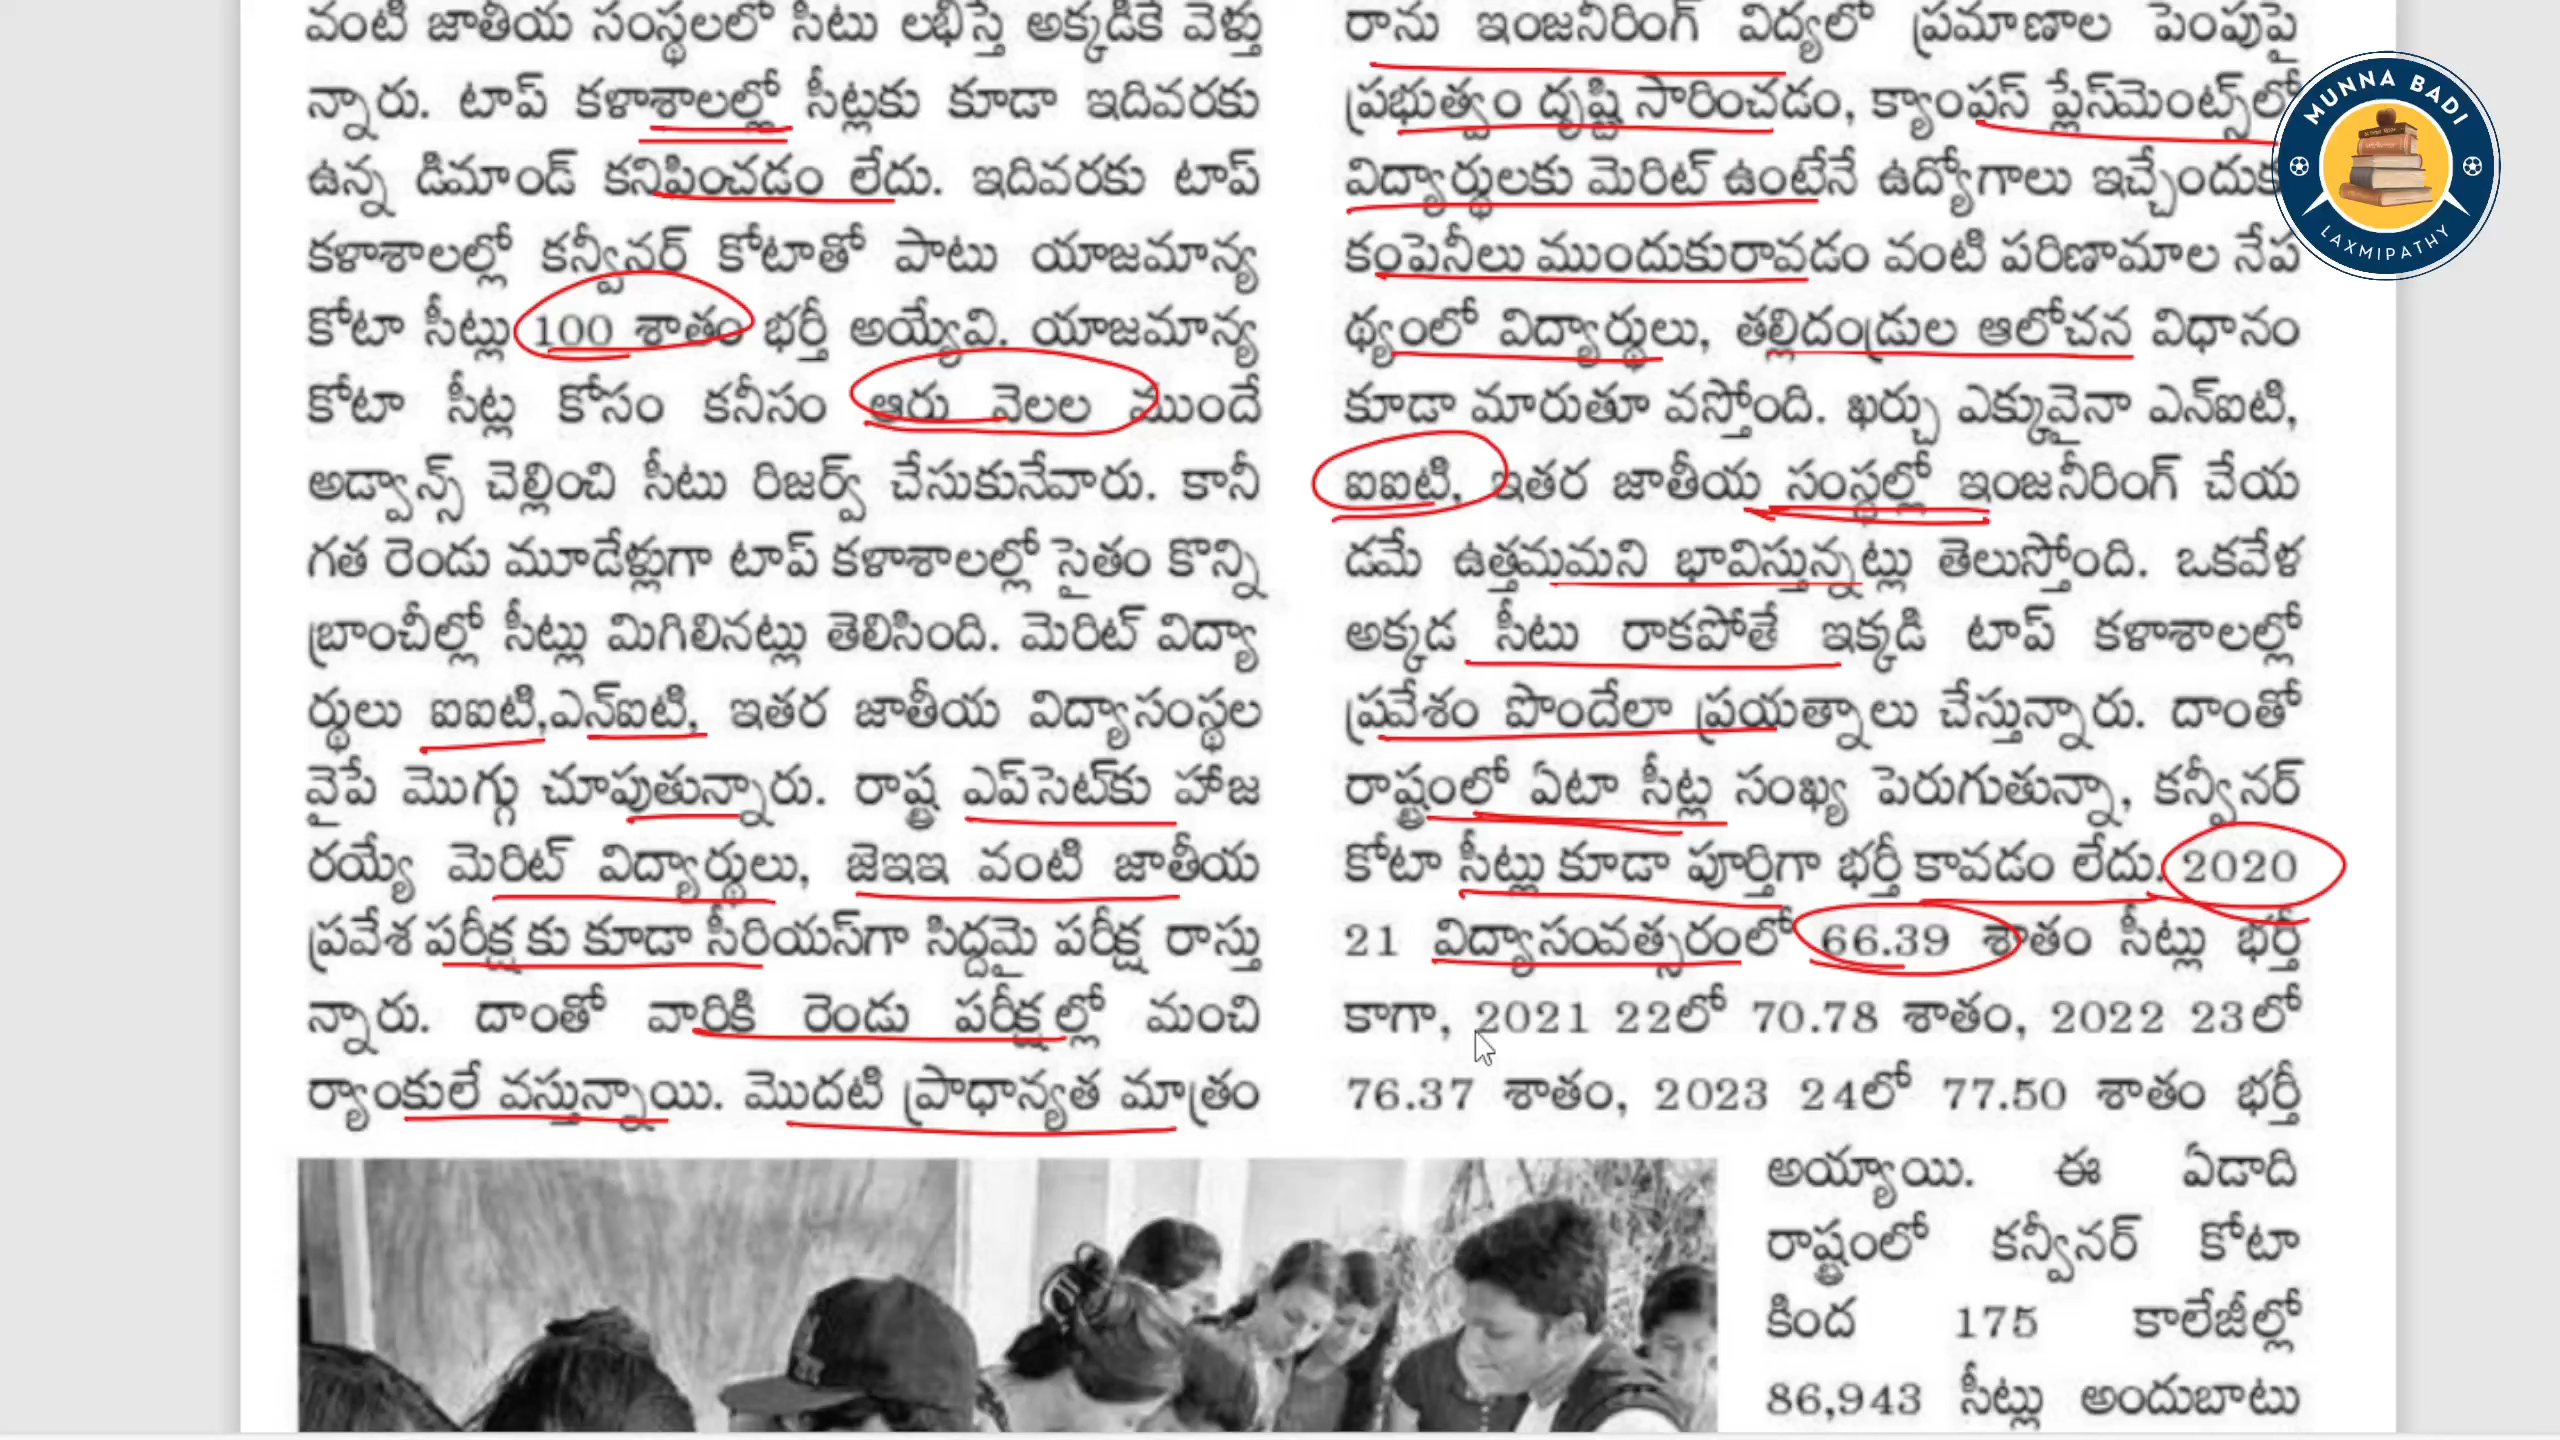 వంటి జాతీయ సంస్థలలో సీటు లభిస్తే అక్కడికే వెళ్తు
న్నారు. టాప్ కళాశాలల్లో సీట్లకు కూడా ఇదివరకు
ఉన్న డిమాండ్ కనిపించడం లేదు. ఇదివరకు టాప్
కళాశాలల్లో కన్వీనర్ కోటాతో పాటు యాజమాన్య
కోటా సీట్లు 100 శాతం భర్తీ అయ్యేవి. యాజమాన్య
కోటా సీట్ల కోసం కనీసం ఆరు నెలల ముందే
అడ్వాన్స్ చెల్లించి సీటు రిజర్వ్ చేసుకునేవారు. కానీ
గత రెండు మూడేళ్లుగా టాప్ కళాశాలల్లో సైతం కొన్ని
బ్రాంచీల్లో సీట్లు మిగిలినట్లు తెలిసింది. మెరిట్ విద్యా
ర్థులు ఐఐటి,ఎన్ఐటి, ఇతర జాతీయ విద్యాసంస్థల
వైపే మొగ్గు చూపుతున్నారు. రాష్ట్ర ఎప్‌సెట్‌కు హాజ
రయ్యే మెరిట్ విద్యార్థులు, జెఇఇ వంటి జాతీయ
ప్రవేశ పరీక్షకు కూడా సీరియస్‌గా సిద్దమై పరీక్ష రాస్తు
న్నారు. దాంతో వారికి రెండు పరీక్షల్లో మంచి
ర్యాంకులే వస్తున్నాయి. మొదటి ప్రాధాన్యత మాత్రం
రాను ఇంజనీరింగ్ విద్యలో ప్రమాణాల పెంపుపై
ప్రభుత్వం దృష్టి సారించడం, క్యాంపస్ ప్లేస్‌మెంట్స్‌లో
విద్యార్థులకు మెరిట్ ఉంటేనే ఉద్యోగాలు ఇచ్చేందుకు
కంపెనీలు ముందుకురావడం వంటి పరిణామాల నేప
థ్యంలో విద్యార్థులు, తల్లిదండ్రుల ఆలోచన విధానం
కూడా మారుతూ వస్తోంది. ఖర్చు ఎక్కువైనా ఎన్ఐటి,
ఐఐటి, ఇతర జాతీయ సంస్థల్లో ఇంజనీరింగ్ చేయ
డమే ఉత్తమమని భావిస్తున్నట్లు తెలుస్తోంది. ఒకవేళ
అక్కడ సీటు రాకపోతే ఇక్కడి టాప్ కళాశాలల్లో
ప్రవేశం పొందేలా ప్రయత్నాలు చేస్తున్నారు. దాంతో
రాష్ట్రంలో ఏటా సీట్ల సంఖ్య పెరుగుతున్నా, కన్వీనర్
కోటా సీట్లు కూడా పూర్తిగా భర్తీ కావడం లేదు. 2020
21 విద్యాసంవత్సరంలో 66.39 శాతం సీట్లు భర్తీ
కాగా, 2021 22లో 70.78 శాతం, 2022 23లో
76.37 శాతం, 2023 24లో 77.50 శాతం భర్తీ
అయ్యాయి. ఈ ఏడాది
రాష్ట్రంలో కన్వీనర్ కోటా
కింద 175 కాలేజీల్లో
86,943 సీట్లు అందుబాటు
MUNNA BADI
LAXMIPATHY